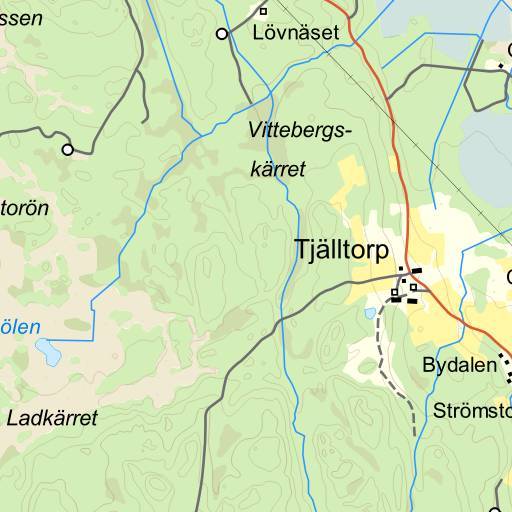 ssen
Lövnäset
Vittebergs-
kärret
torön
Tjälltorp
ölen
Bydalen
Ladkärret
Strömsto